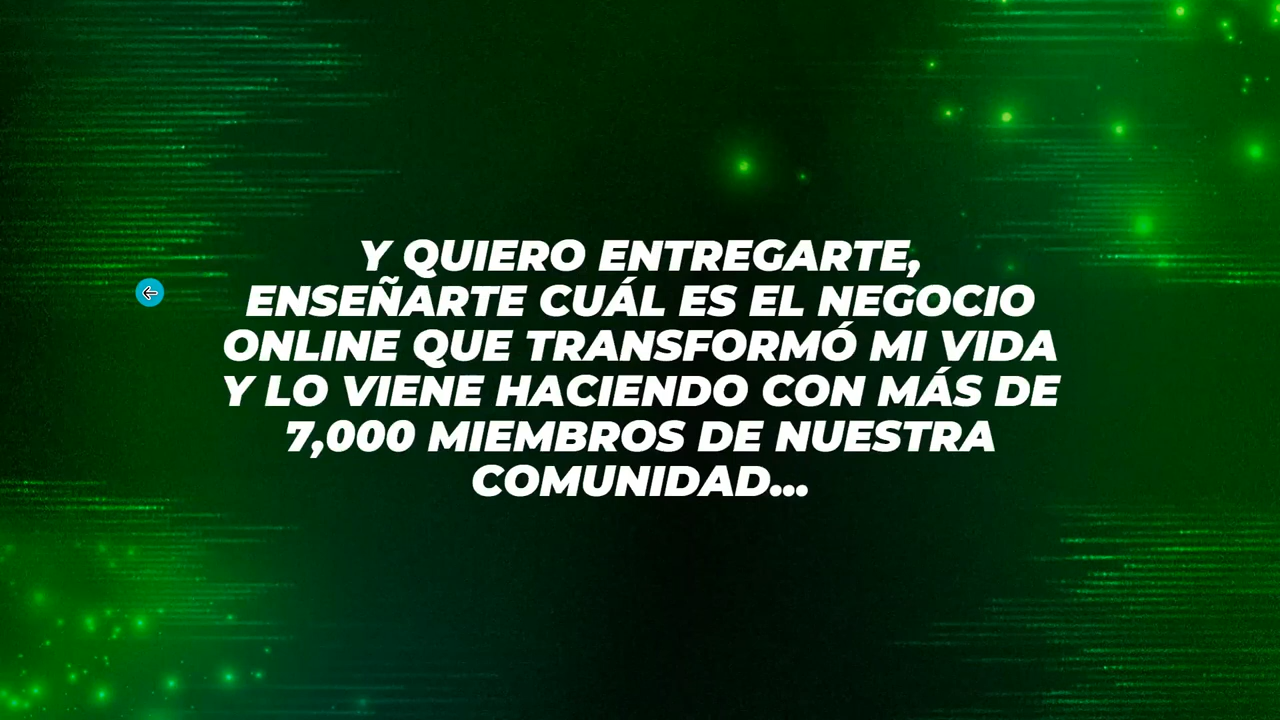 Y QUIERO ENTREGARTE,
ENSEÑARTE CUÁL ES EL NEGOCIO
ONLINE QUE TRANSFORMÓ MI VIDA
Y LO VIENE HACIENDO CON MÁS DE
7,000 MIEMBROS DE NUESTRA
COMUNIDAD...